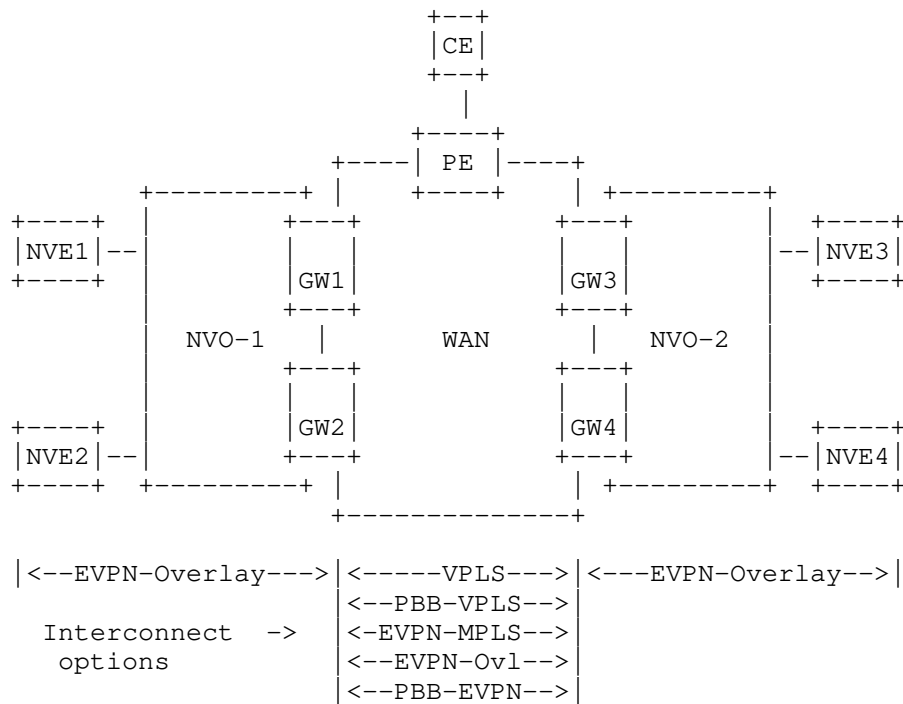 CE
PE
NVE1 GW1 GW3 NVE3
NVO-1 WAN NVO-2
NVE2 GW2 GW4 NVE4
|<--EVPN-Overlay--->|<-----VPLS--->|<--EVPN-Overlay-->|
|<--PBB-VPLS-->|
Interconnect -> |<-EVPN-MPLS-->|
options |<--EVPN-Ovl-->|
|<--PBB-EVPN-->|